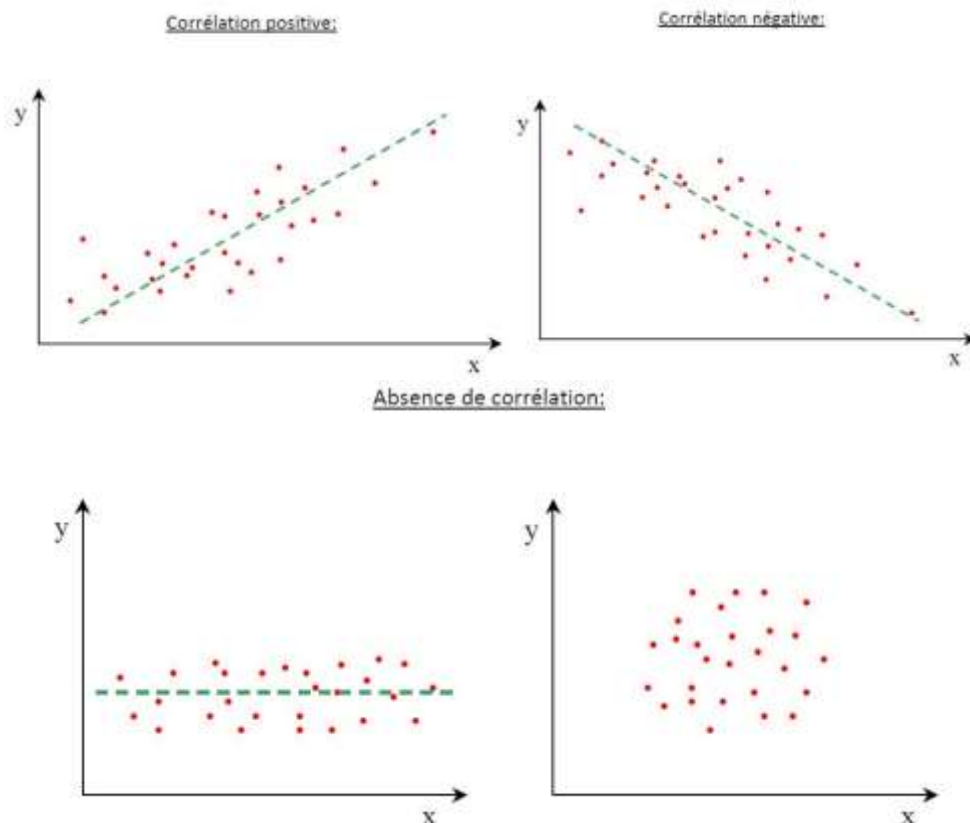 Corrélation positive:
Corrélation négative:
y
x
y
x
Absence de corrélation:
y
x
y
x